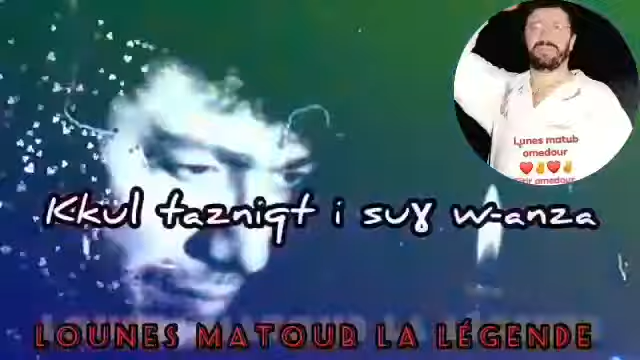 Lunes matub
omedour
Kkul tazniqt i suɣ w-anza
LOUNES MATOUB LA LÉGENDE